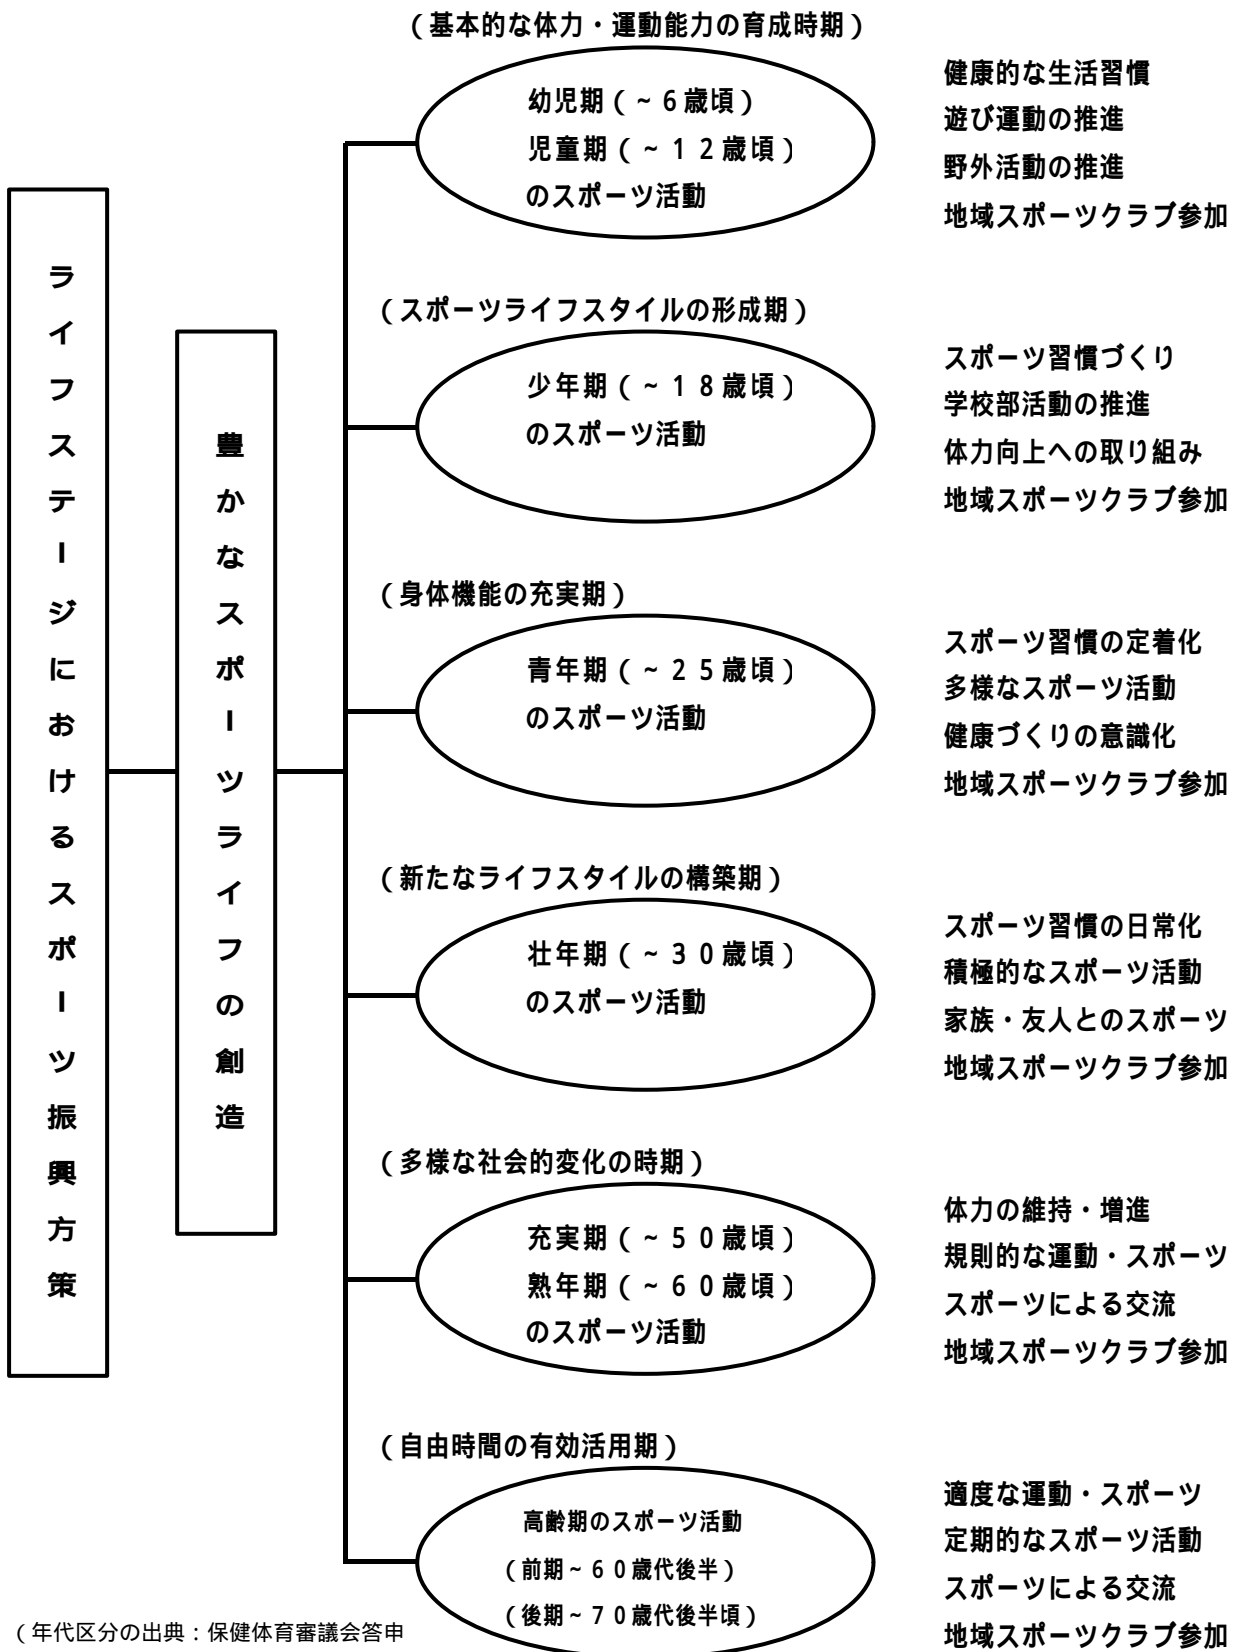 ライフステージにおけるスポーツ振興方策
豊かなスポーツライフの創造
(基本的な体力・運動能力の育成時期)
幼児期(~6歳頃)
児童期(~12歳頃)
のスポーツ活動
健康的な生活習慣
遊び運動の推進
野外活動の推進
地域スポーツクラブ参加
(スポーツライフスタイルの形成期)
少年期(~18歳頃)
のスポーツ活動
スポーツ習慣づくり
学校部活動の推進
体力向上への取り組み
地域スポーツクラブ参加
(身体機能の充実期)
青年期(~25歳頃)
のスポーツ活動
スポーツ習慣の定着化
多様なスポーツ活動
健康づくりの意識化
地域スポーツクラブ参加
(新たなライフスタイルの構築期)
壮年期(~30歳頃)
のスポーツ活動
スポーツ習慣の日常化
積極的なスポーツ活動
家族・友人とのスポーツ
地域スポーツクラブ参加
(多様な社会的変化の時期)
充実期(~50歳頃)
熟年期(~60歳頃)
のスポーツ活動
体力の維持・増進
規則的な運動・スポーツ
スポーツによる交流
地域スポーツクラブ参加
(自由時間の有効活用期)
高齢期のスポーツ活動
(前期~60歳代後半)
(後期~70歳代後半頃)
適度な運動・スポーツ
定期的なスポーツ活動
スポーツによる交流
地域スポーツクラブ参加
(年代区分の出典:保健体育審議会答申